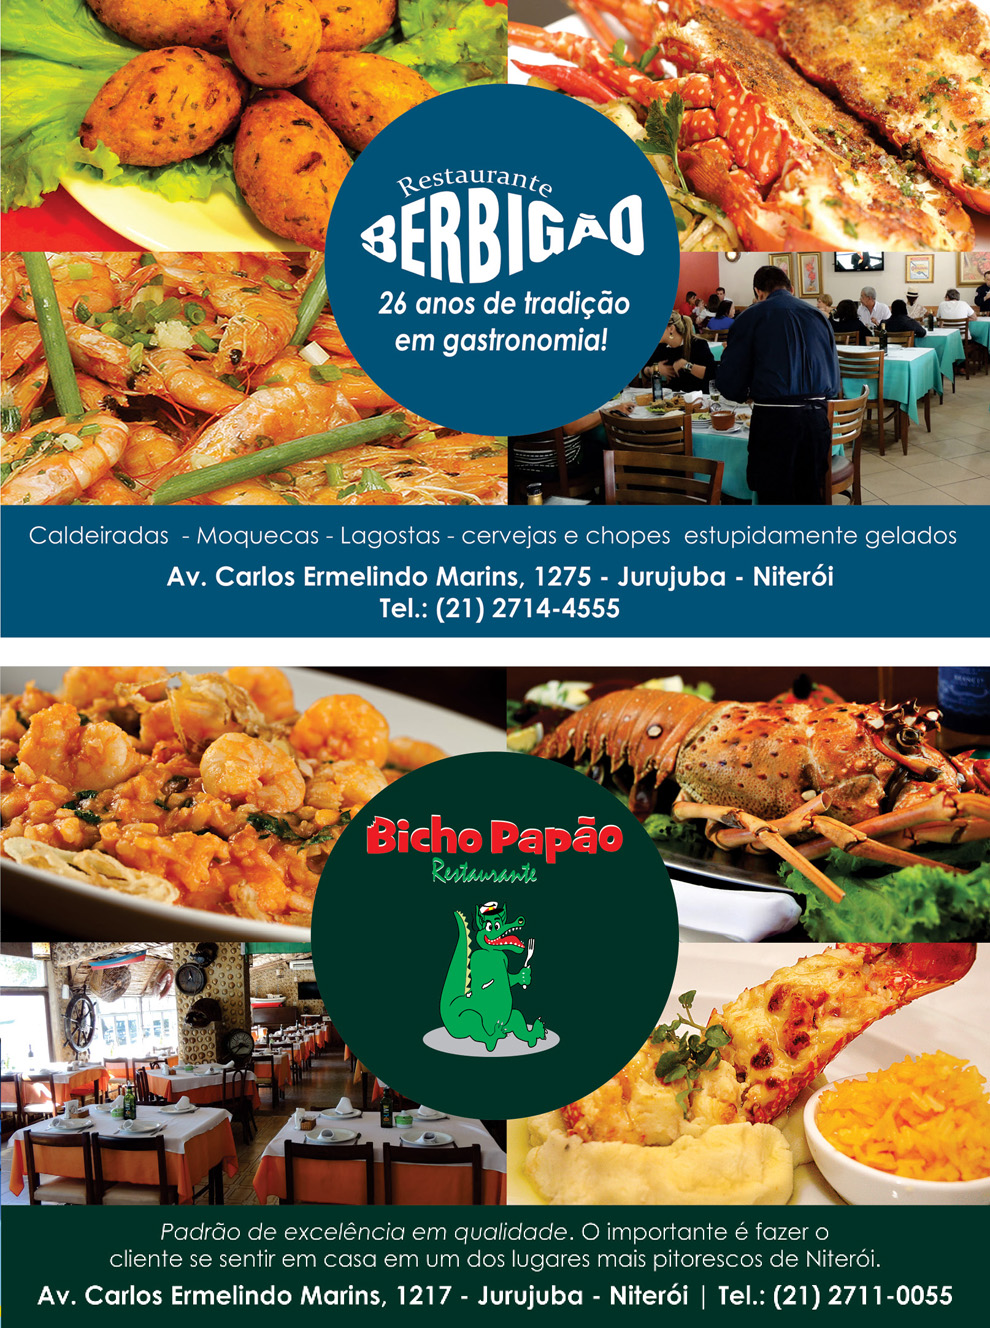 Restaurante
BERBIGÃO
26 anos de tradição
em gastronomia!
Caldeiradas - Moquecas - Lagostas - cervejas e chopes estupidamente gelados
Av. Carlos Ermelindo Marins, 1275 - Jurujuba - Niterói
Tel.: (21) 2714-4555
Bicho Papão
Restaurante
Padrão de excelência em qualidade. O importante é fazer o
cliente se sentir em casa em um dos lugares mais pitorescos de Niterói.
Av. Carlos Ermelindo Marins, 1217 - Jurujuba - Niterói | Tel.: (21) 2711-0055